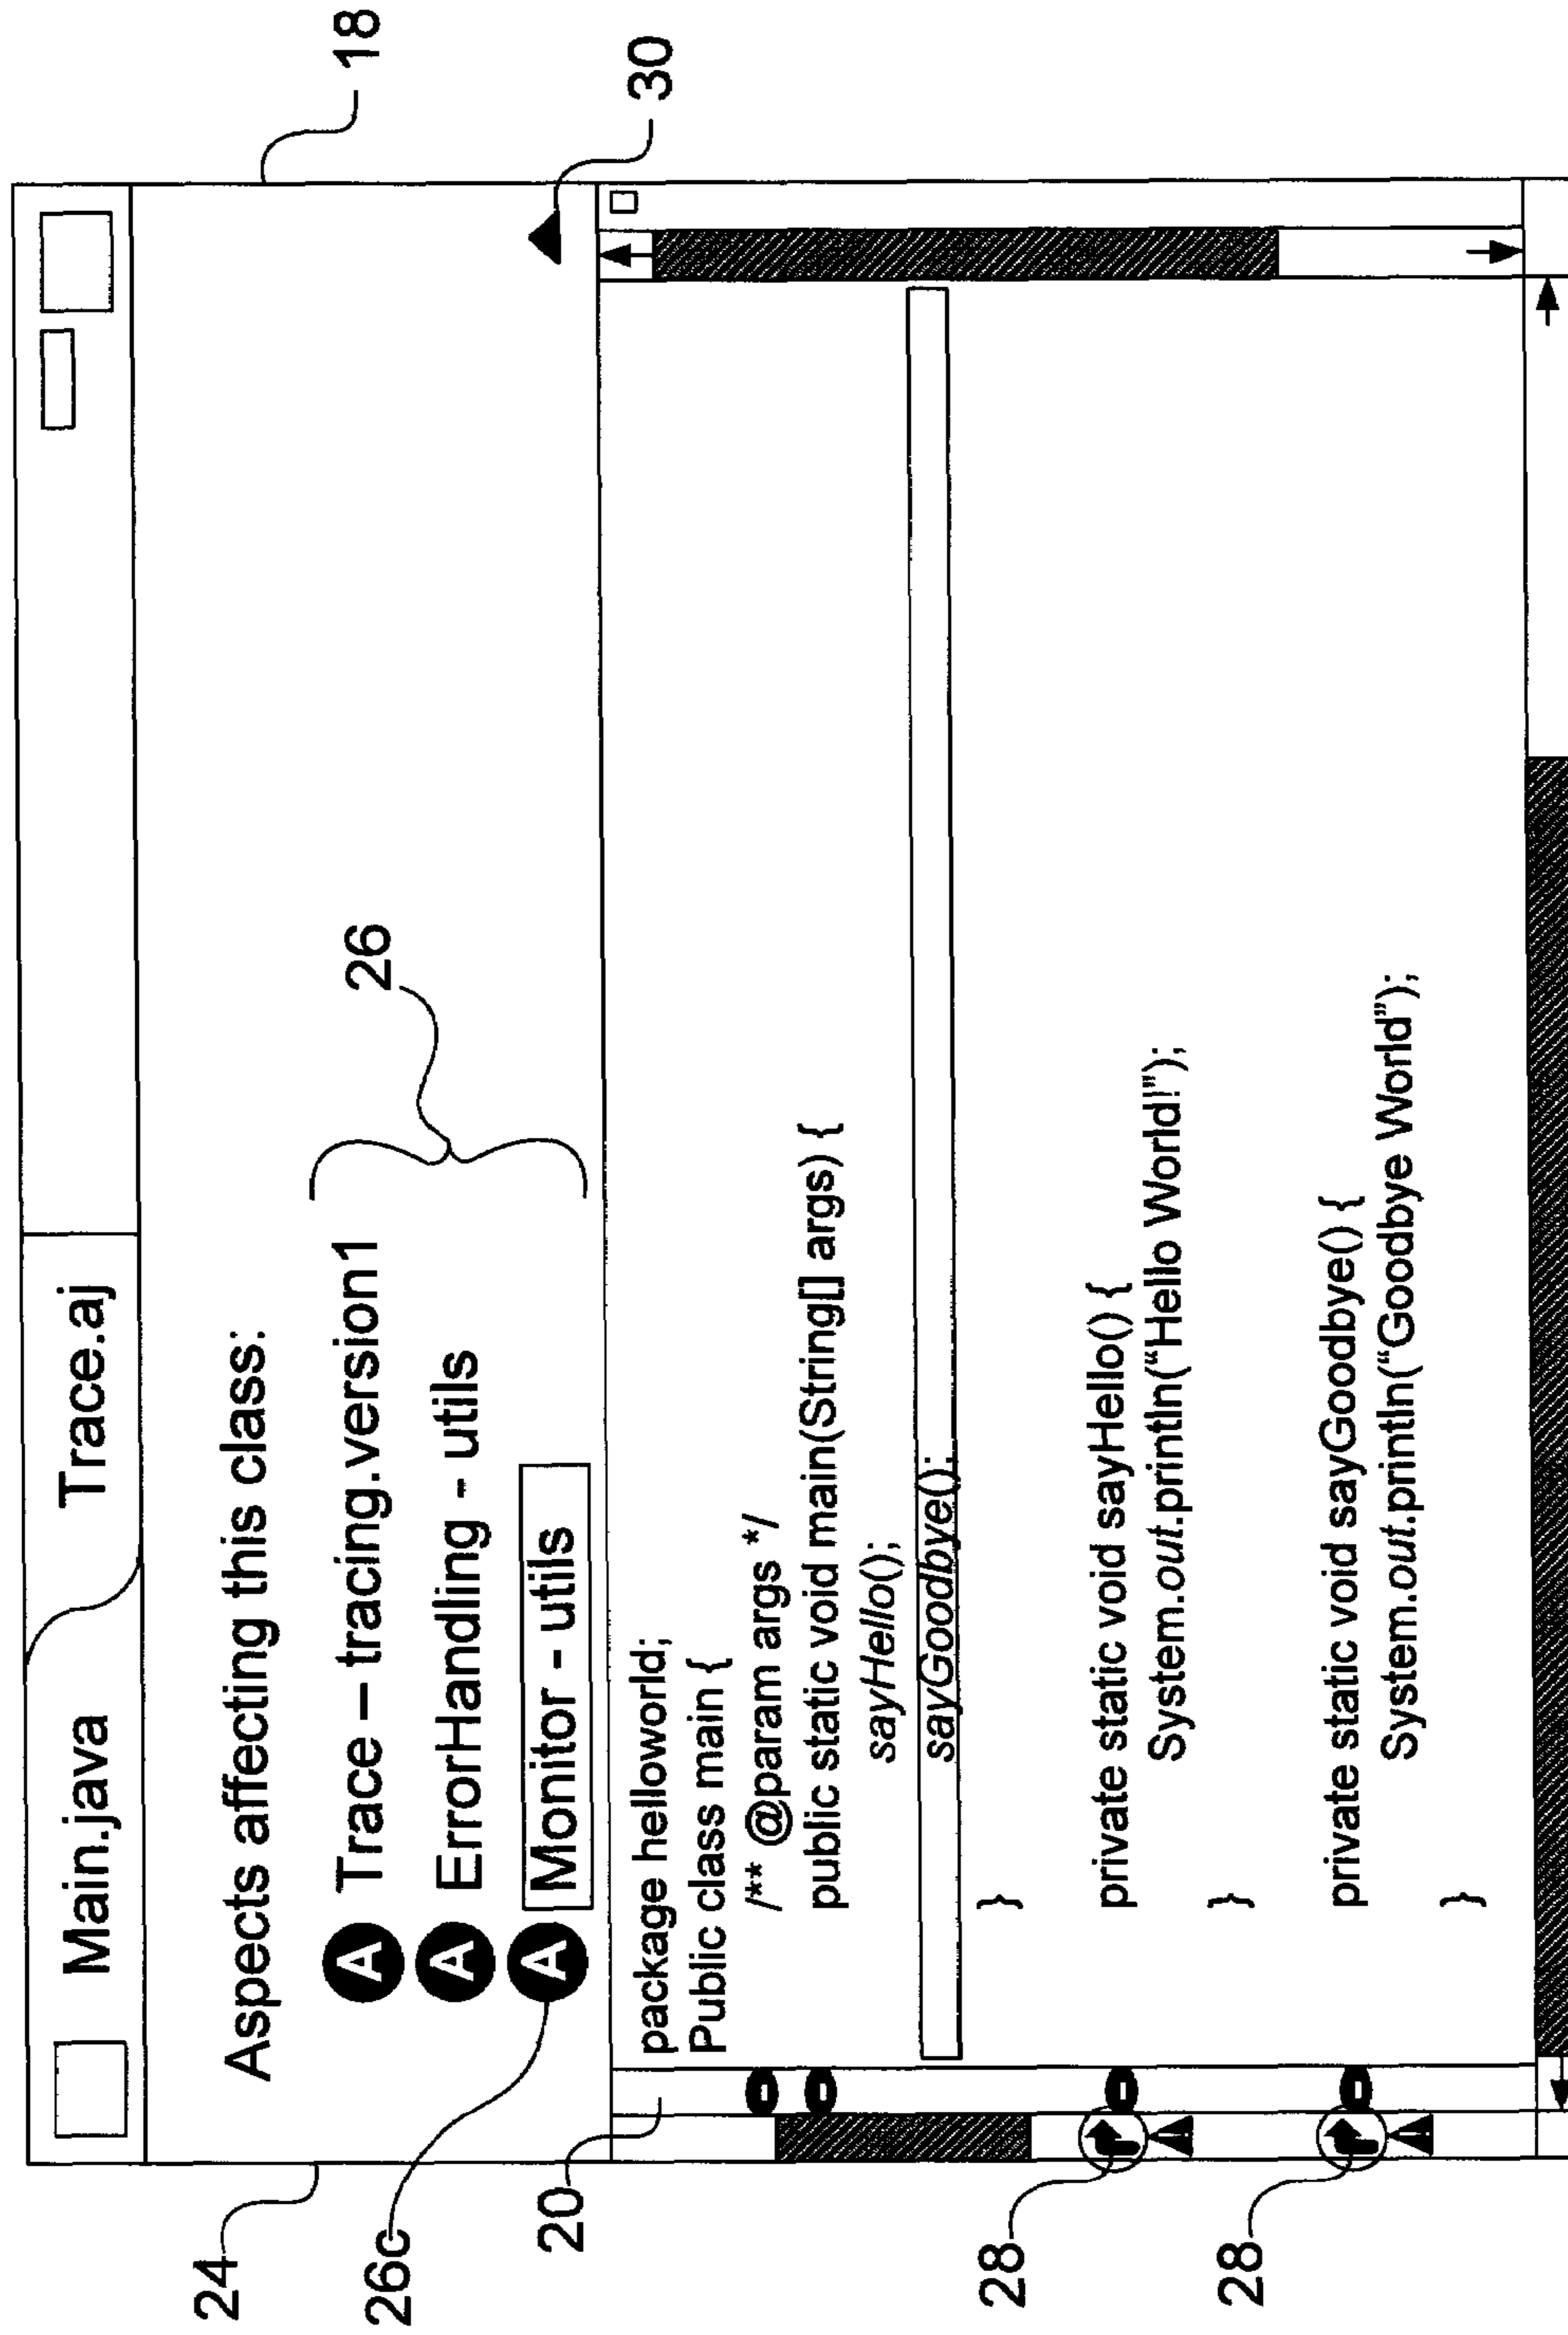 18
Main.java Trace.aj
24
Aspects affecting this class:
A Trace – tracing.version1
26
A ErrorHandling - utils
A Monitor - utils
26c
30
20
package helloworld;
Public class main {
/** @param args */
public static void main(String[] args) {
sayHello();
sayGoodbye();
}
28
private static void sayHello() {
System.out.println(“Hello World!”);
}
28
private static void sayGoodbye() {
System.out.println(“Goodbye World”);
}